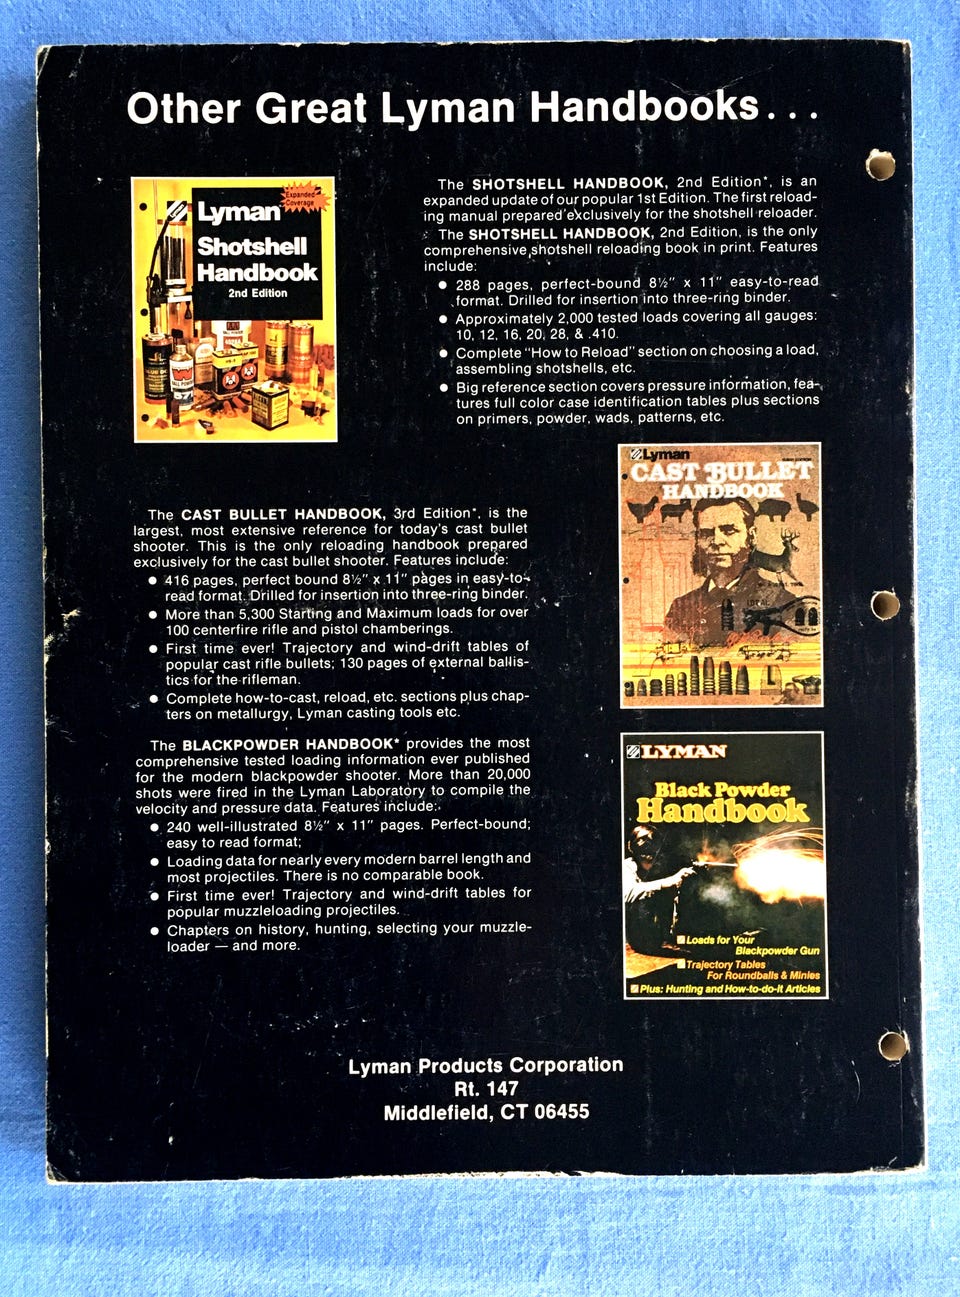 Other Great Lyman Handbooks...
Expanded
Coverage
Lyman
Shotshell
Handbook
2nd Edition
The SHOTSHELL HANDBOOK, 2nd Edition*, is an
expanded update of our popular 1st Edition. The first reload-
ing manual prepared exclusively for the shotshell reloader.
The SHOTSHELL HANDBOOK, 2nd Edition, is the only
comprehensive shotshell reloading book in print. Features
include:
● 288 pages, perfect-bound 8½″ x 11″ easy-to-read
format. Drilled for insertion into three-ring binder.
● Approximately 2,000 tested loads covering all gauges:
10, 12, 16, 20, 28, & .410.
● Complete "How to Reload" section on choosing a load,
assembling shotshells, etc.
● Big reference section covers pressure information, fea-
tures full color case identification tables plus sections
on primers, powder, wads, patterns, etc.
Lyman
CAST BULLET
HANDBOOK
IDEAL
The CAST BULLET HANDBOOK, 3rd Edition*, is the
largest, most extensive reference for today's cast bullet
shooter. This is the only reloading handbook prepared
exclusively for the cast bullet shooter. Features include:
● 416 pages, perfect bound 8½″ x 11″ pages in easy-to-
read format. Drilled for insertion into three-ring binder.
● More than 5,300 Starting and Maximum loads for over
100 centerfire rifle and pistol chamberings.
● First time ever! Trajectory and wind-drift tables of
popular cast rifle bullets; 130 pages of external ballis-
tics for the rifleman.
● Complete how-to-cast, reload, etc. sections plus chap-
ters on metallurgy, Lyman casting tools etc.
The BLACKPOWDER HANDBOOK* provides the most
comprehensive tested loading information ever published
for the modern blackpowder shooter. More than 20,000
shots were fired in the Lyman Laboratory to compile the
velocity and pressure data. Features include:
● 240 well-illustrated 8½″ x 11″ pages. Perfect-bound;
easy to read format;
● Loading data for nearly every modern barrel length and
most projectiles. There is no comparable book.
● First time ever! Trajectory and wind-drift tables for
popular muzzleloading projectiles.
● Chapters on history, hunting, selecting your muzzle-
loader — and more.
LYMAN
Black Powder
Handbook
Loads for Your
Blackpowder Gun
Trajectory Tables
For Roundballs & Minies
Plus: Hunting and How-to-do-it Articles
Lyman Products Corporation
Rt. 147
Middlefield, CT 06455